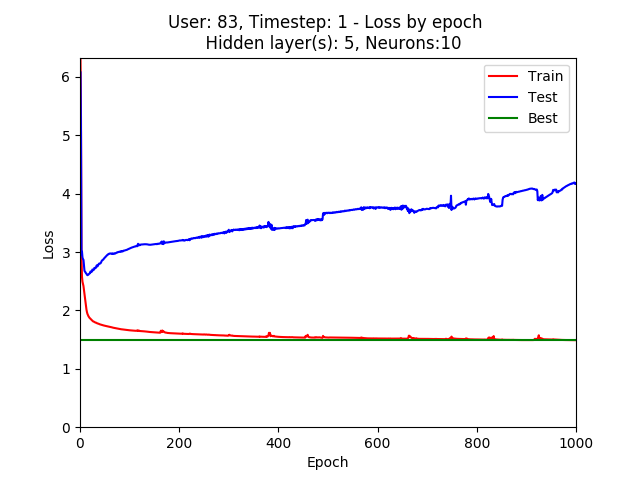 User: 83, Timestep: 1 - Loss by epoch
Hidden layer(s): 5, Neurons:10
Train
Test
Best
6
5
4
3
2
1
0
Loss
0
200
400
600
800
1000
Epoch